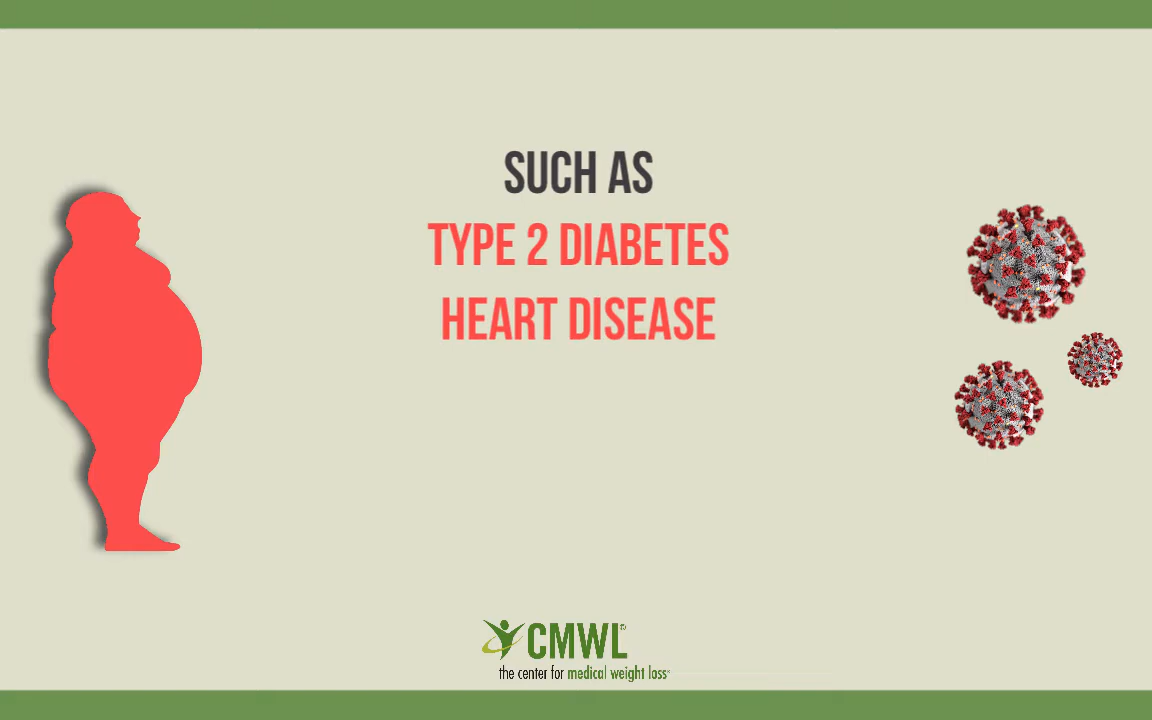 SUCH AS
TYPE 2 DIABETES
HEART DISEASE
CMWL®
the center for medical weight loss